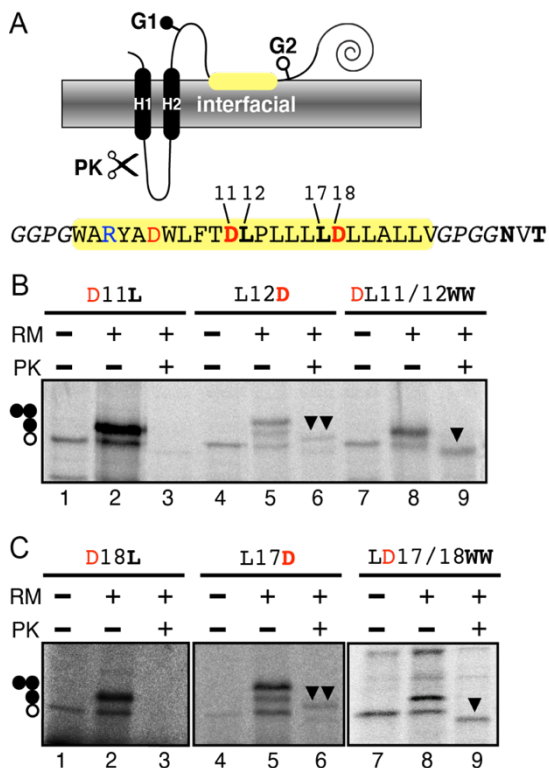 A
G1
G2
H1 H2 interfacial
PK
11 12 17 18
GGPGWARYADWLFTDLPLLLLDLLALLVGPGGNVT
B
D11L L12D DL11/12WW
RM - + + - + + - + +
PK - - + - - + - - +
1 2 3 4 5 6 7 8 9
C
D18L L17D LD17/18WW
RM - + + - + + - + +
PK - - + - - + - - +
1 2 3 4 5 6 7 8 9